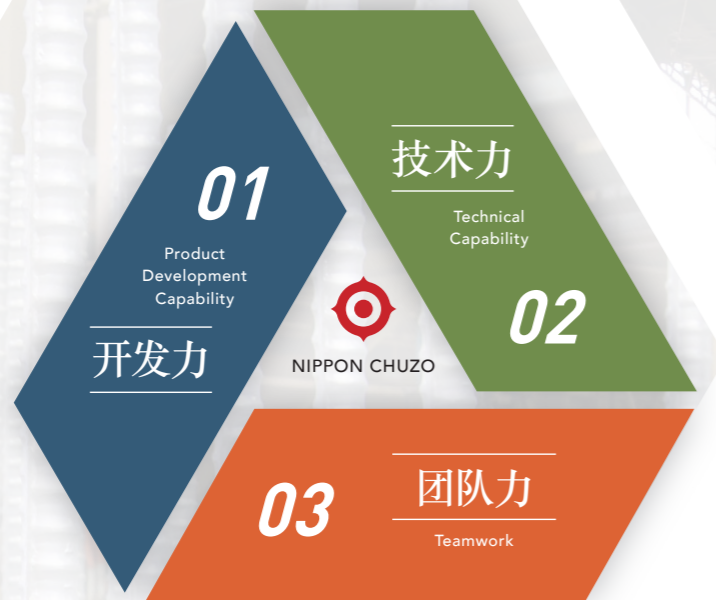 01
Product
Development
Capability
开发力
技术力
Technical
Capability
02
NIPPON CHUZO
03
团队力
Teamwork